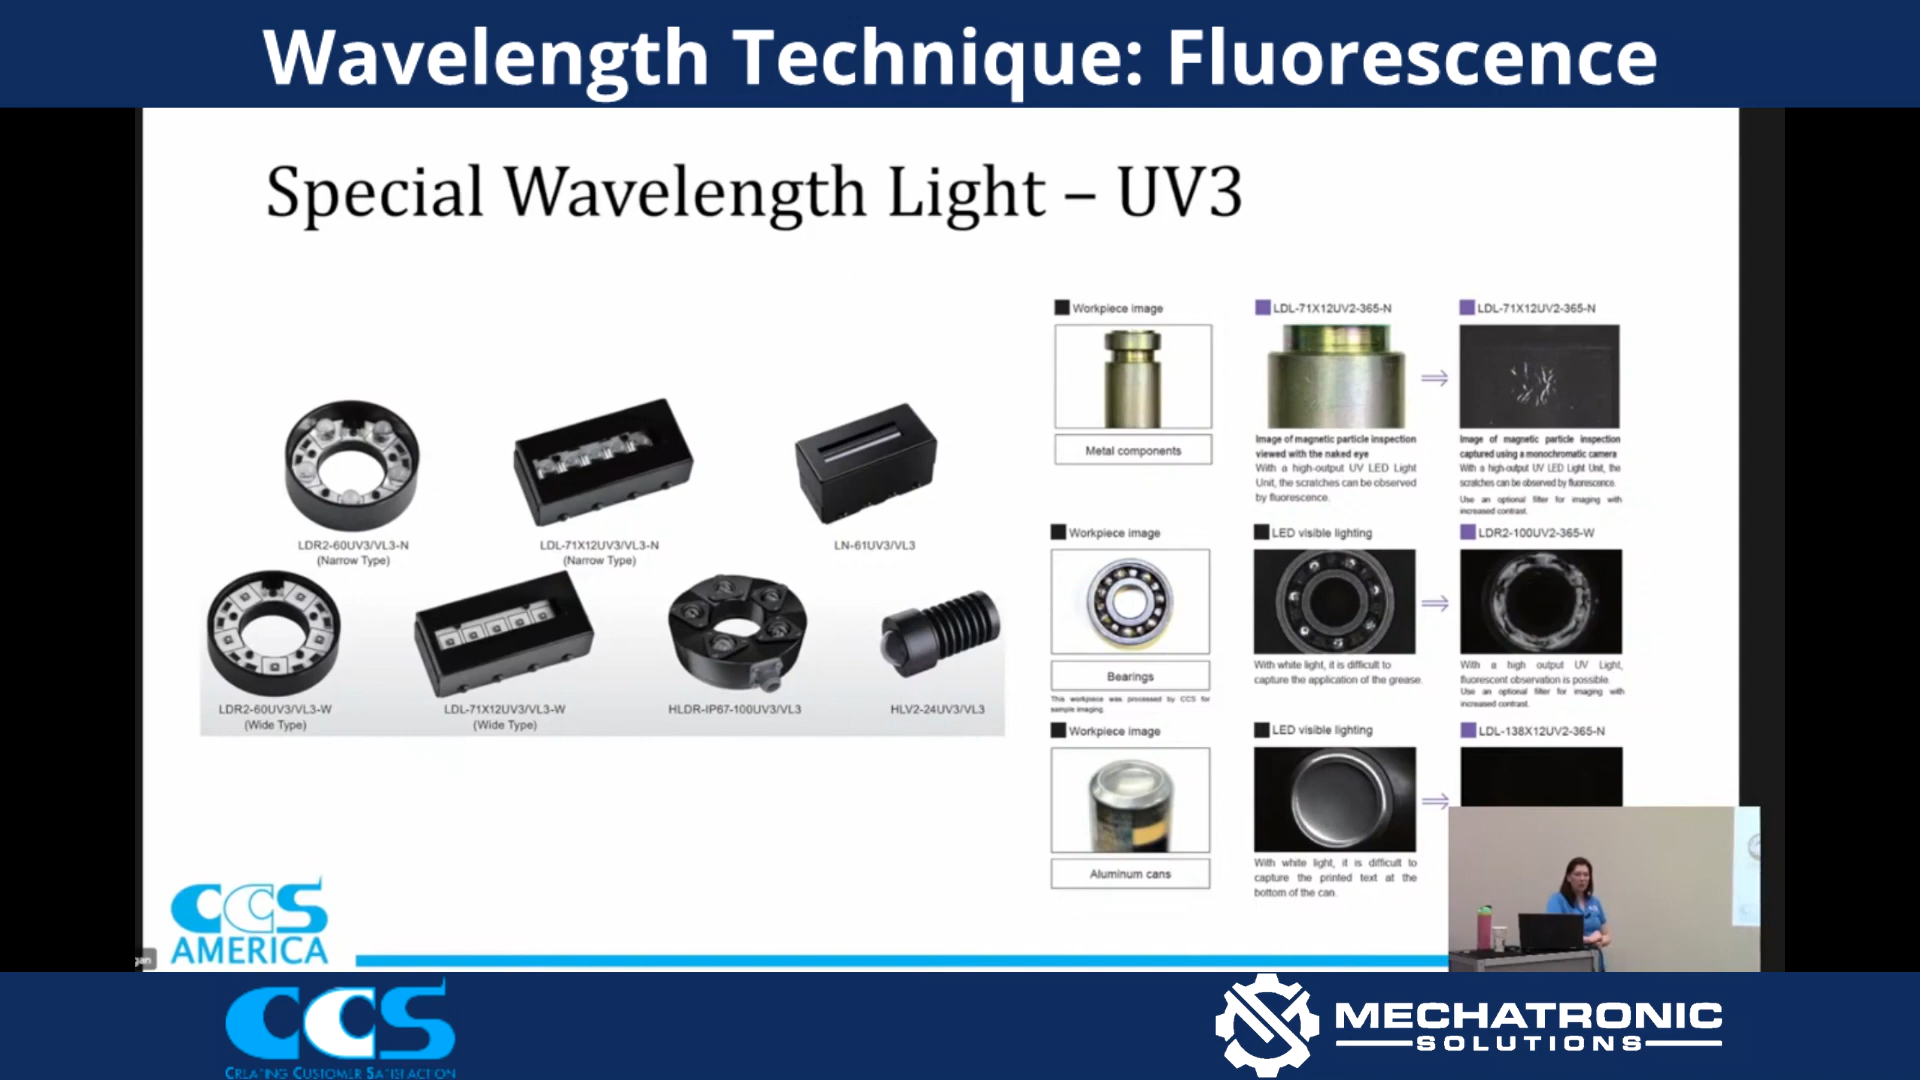 Wavelength Technique: Fluorescence
Special Wavelength Light – UV3
LDR2-60UV3/VL3-N
(Narrow Type)
LDL-71X12UV3/VL3-N
(Narrow Type)
LN-61UV3/VL3
LDR2-60UV3/VL3-W
(Wide Type)
LDL-71X12UV3/VL3-W
(Wide Type)
HLDR-IP67-100UV3/VL3
HLV2-24UV3/VL3
Workpiece image
Metal components
LDL-71X12UV2-365-N
Image of magnetic particle inspection
viewed with the naked eye
With a high-output UV LED Light
Unit, the scratches can be observed
by fluorescence.
LDL-71X12UV2-365-N
Image of magnetic particle inspection
captured using a monochromatic camera
With a high-output UV LED Light Unit, the
scratches can be observed by fluorescence.
Use an optional filter for imaging with
increased contrast.
Workpiece image
Bearings
This workpiece was processed by CCS for
sample imaging.
LED visible lighting
With white light, it is difficult to
capture the application of the grease.
LDR2-100UV2-365-W
With a high output UV Light,
fluorescent observation is possible.
Use an optional filter for imaging with
increased contrast.
Workpiece image
Aluminum cans
LED visible lighting
With white light, it is difficult to
capture the printed text at the
bottom of the can.
LDL-138X12UV2-365-N
CCS
AMERICA
gan
CCS
CREATING CUSTOMER SATISFACTION
MECHATRONIC
SOLUTIONS